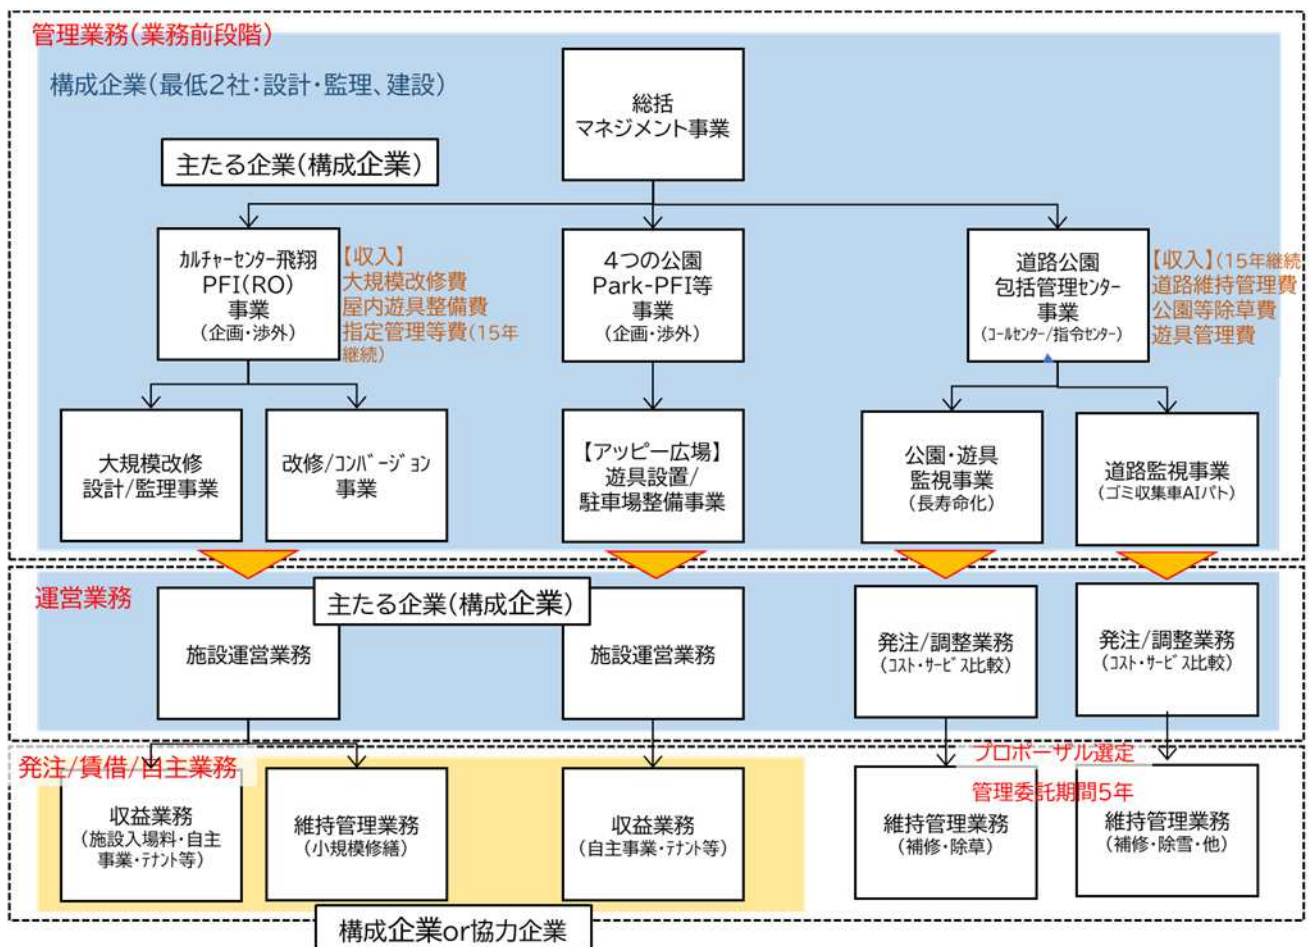 管理業務(業務前段階)
構成企業(最低2社:設計・監理、建設)
総括
マネジメント事業
主たる企業(構成企業)
カルチャーセンター飛翔
PFI(RO)
事業
(企画・渉外)
【収入】
大規模改修費
屋内遊具整備費
指定管理等費(15年
継続)
4つの公園
Park-PFI等
事業
(企画・渉外)
道路公園
包括管理センター
事業
(コールセンター/指令センター)
【収入】(15年継続
道路維持管理費
公園等除草費
遊具管理費
大規模改修
設計/監理事業
改修/コンバージョン
事業
【アッピー広場】
遊具設置/
駐車場整備事業
公園・遊具
監視事業
(長寿命化)
道路監視事業
(ゴミ収集車AIパト)
運営業務
主たる企業(構成企業)
施設運営業務
施設運営業務
発注/調整業務
(コスト・サービス比較)
発注/調整業務
(コスト・サービス比較)
発注/賃借/自主業務
プロポーザル選定
管理委託期間5年
収益業務
(施設入場料・自主
事業・テナント等)
維持管理業務
(小規模修繕)
収益業務
(自主事業・テナント等)
維持管理業務
(補修・除草)
維持管理業務
(補修・除雪・他)
構成企業or協力企業